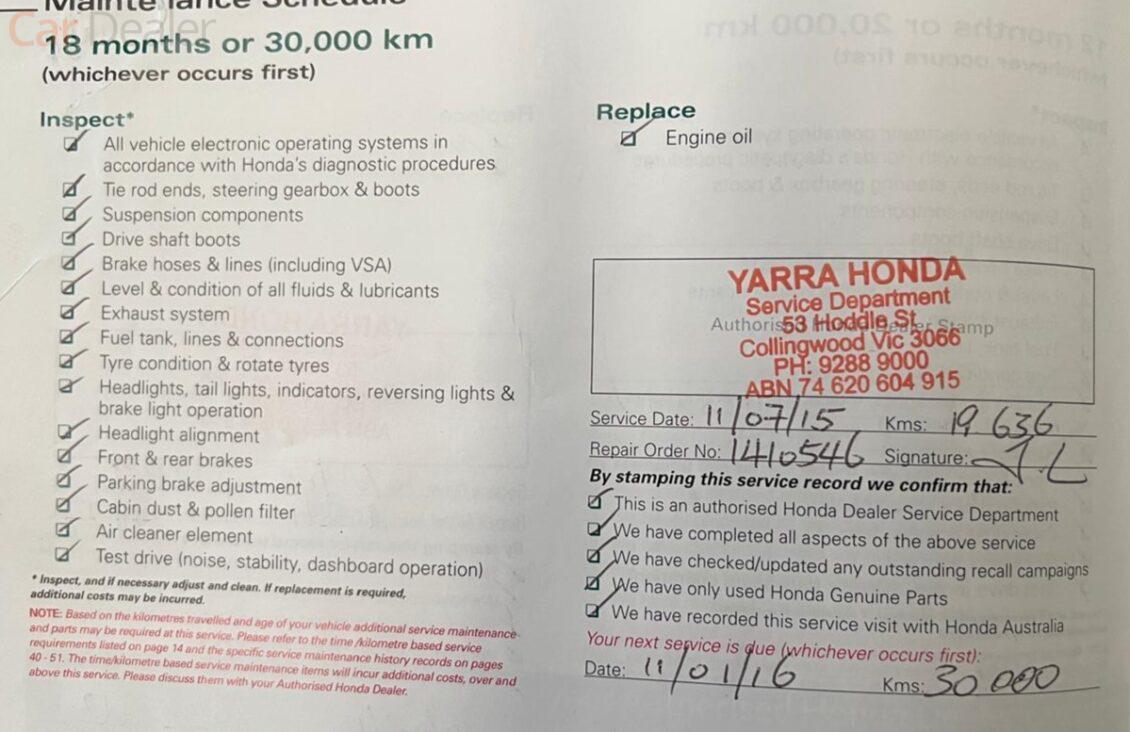 Maintenance Schedule
CarDealer
18 months or 30,000 km
(whichever occurs first)
Inspect*
All vehicle electronic operating systems in
accordance with Honda's diagnostic procedures
Tie rod ends, steering gearbox & boots
Suspension components
Drive shaft boots
Brake hoses & lines (including VSA)
Level & condition of all fluids & lubricants
Exhaust system
Fuel tank, lines & connections
Tyre condition & rotate tyres
Headlights, tail lights, indicators, reversing lights &
brake light operation
Headlight alignment
Front & rear brakes
Parking brake adjustment
Cabin dust & pollen filter
Air cleaner element
Test drive (noise, stability, dashboard operation)
* Inspect, and if necessary adjust and clean. If replacement is required,
additional costs may be incurred.
NOTE: Based on the kilometres travelled and age of your vehicle additional service maintenance
and parts may be required at this service. Please refer to the time /kilometre based service
requirements listed on page 14 and the specific service maintenance history records on pages
40 - 51. The time/kilometre based service maintenance items will incur additional costs, over and
above this service. Please discuss them with your Authorised Honda Dealer.
Replace
Engine oil
YARRA HONDA
Service Department
53 Hoddle St
Authoris Dealer Stamp
Collingwood Vic 3066
PH: 9288 9000
ABN 74 620 604 915
Service Date: 11/07/15 Kms: 19 636
Repair Order No: 1410546 Signature: J.L
By stamping this service record we confirm that:
This is an authorised Honda Dealer Service Department
We have completed all aspects of the above service
We have checked/updated any outstanding recall campaigns
We have only used Honda Genuine Parts
We have recorded this service visit with Honda Australia
Your next service is due (whichever occurs first):
Date: 11/01/16 Kms: 30 000